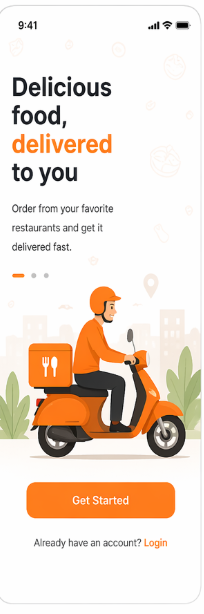 9:41
Delicious
food,
delivered
to you
Order from your favorite
restaurants and get it
delivered fast.
Get Started
Already have an account? Login